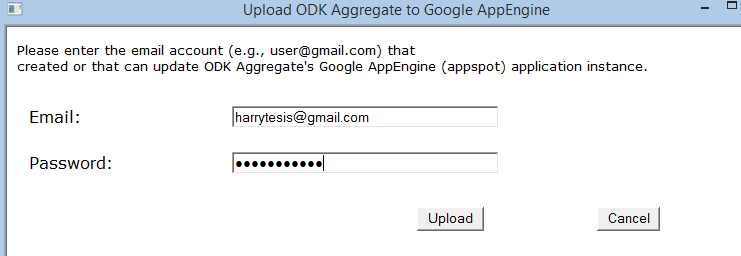 Upload ODK Aggregate to Google AppEngine
Please enter the email account (e.g., user@gmail.com) that
created or that can update ODK Aggregate's Google AppEngine (appspot) application instance.
Email: harrytesis@gmail.com
Password: ●●●●●●●●●●●
Upload Cancel